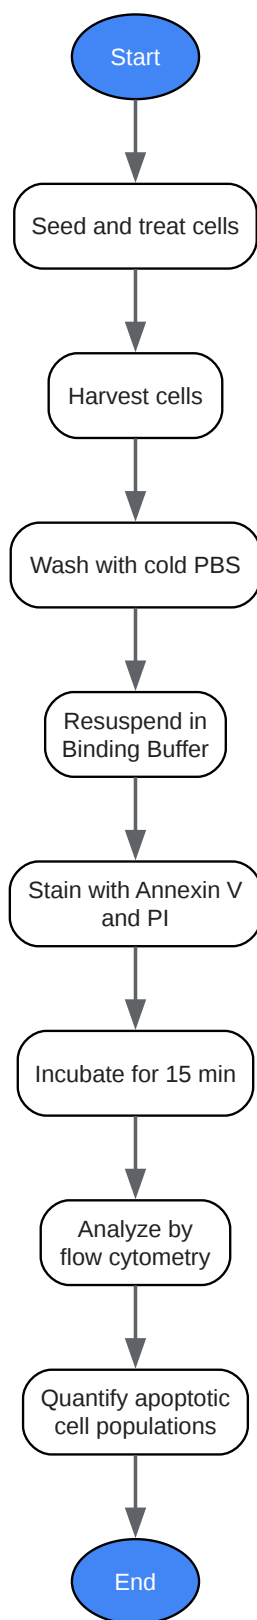 Start
Seed and treat cells
Harvest cells
Wash with cold PBS
Resuspend in
Binding Buffer
Stain with Annexin V
and PI
Incubate for 15 min
Analyze by
flow cytometry
Quantify apoptotic
cell populations
End